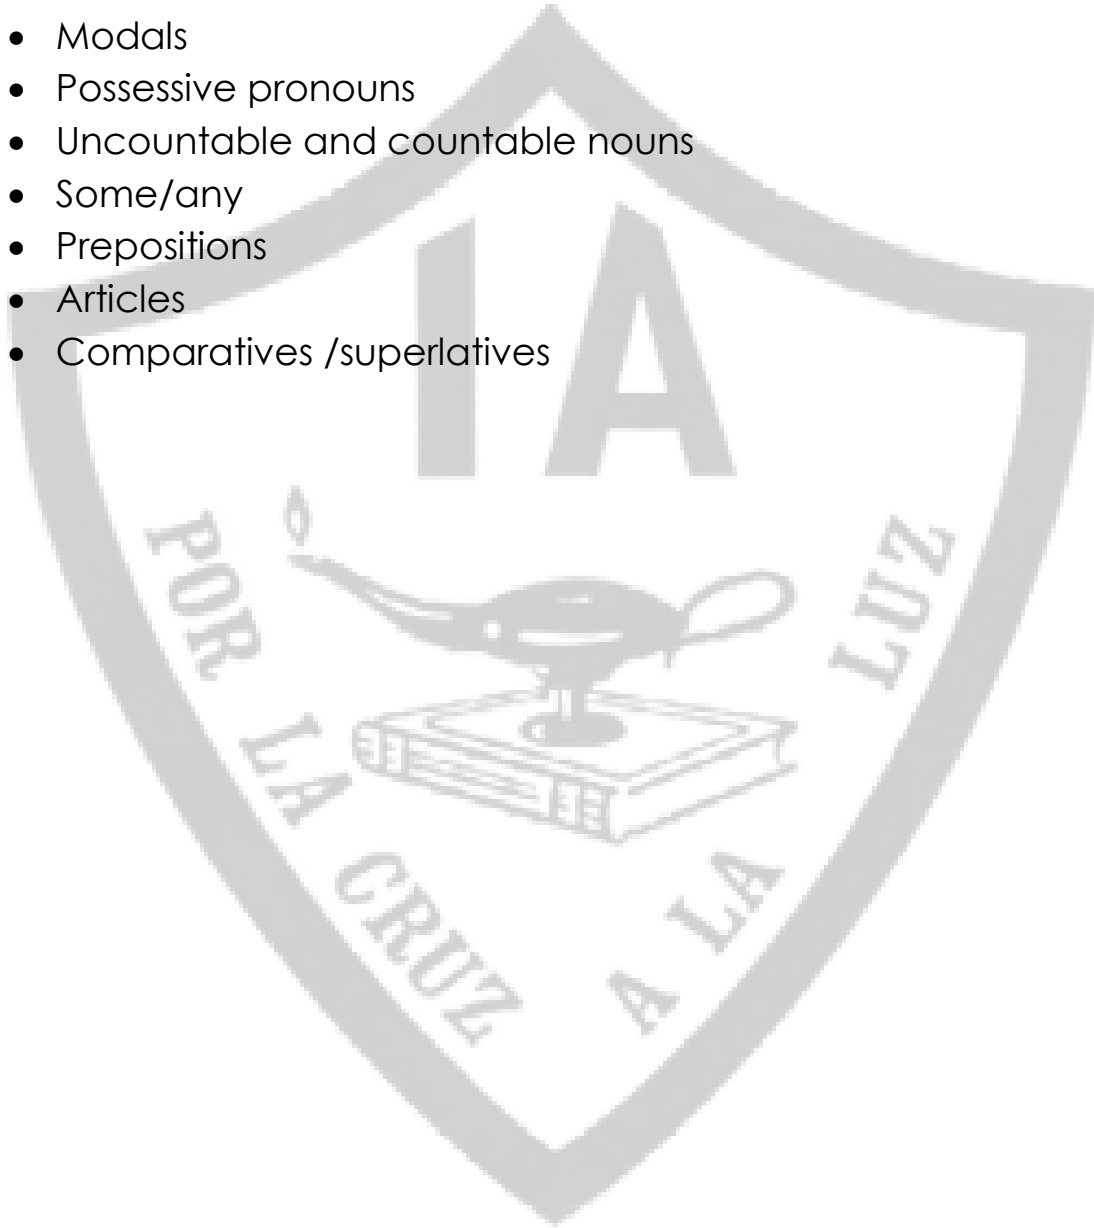 • Modals
• Possessive pronouns
• Uncountable and countable nouns
• Some/any
• Prepositions
• Articles
• Comparatives /superlatives
IA
POR LA CRUZ A LA LUZ